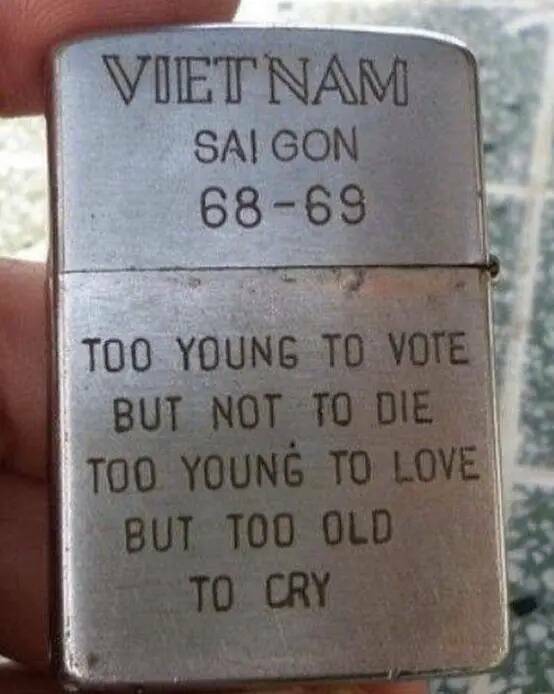 VIETNAM
SAI GON
68-69
TOO YOUNG TO VOTE
BUT NOT TO DIE
TOO YOUNG TO LOVE
BUT TOO OLD
TO CRY